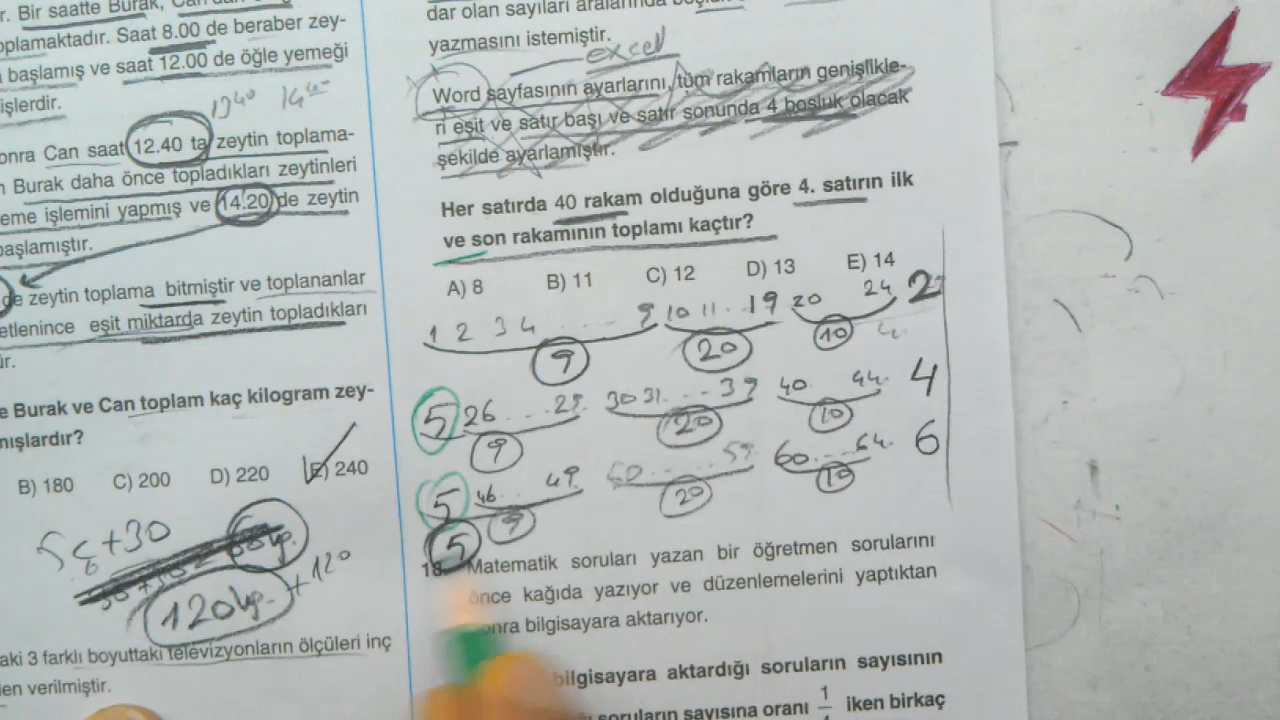 r. Bir saatte Burak,
oplamaktadır. Saat 8.00 de beraber zey-
başlamış ve saat 12.00 de öğle yemeği
işlerdir.
13 40
onra Can saat 12.40 ta zeytin toplama-
n Burak daha önce topladıkları zeytinleri
eme işlemini yapmış ve 14.20 de zeytin
başlamıştır.
de zeytin toplama bitmiştir ve toplananlar
etlenince eşit miktarda zeytin topladıkları
ür.
e Burak ve Can toplam kaç kilogram zey-
nışlardır?
B) 180 C) 200 D) 220 E) 240
+30
120 +120
aki 3 farklı boyuttaki televizyonların ölçüleri inç
len verilmiştir.
dar olan sayıları aralarında
yazmasını istemiştir.
excel
Word sayfasının ayarlarını, tüm rakamların genişlikle-
ri eşit ve satır başı ve satır sonunda 4 boşluk olacak
şekilde ayarlamıştır.
Her satırda 40 rakam olduğuna göre 4. satırın ilk
ve son rakamının toplamı kaçtır?
A) 8 B) 11 C) 12 D) 13 E) 14
1 2 3 4 .... 9 10 11 ... 19 20 24 2
9 20 10
5 26 ... 29 30 31 ... 39 40 44 4
9 20 10
5 46 ... 49 50 ..... 59 60 ... 64 6
9 20 10
5
18. Matematik soruları yazan bir öğretmen sorularını
önce kağıda yazıyor ve düzenlemelerini yaptıktan
sonra bilgisayara aktarıyor.
bilgisayara aktardığı soruların sayısının
soruların sayısına oranı 1 iken birkaç